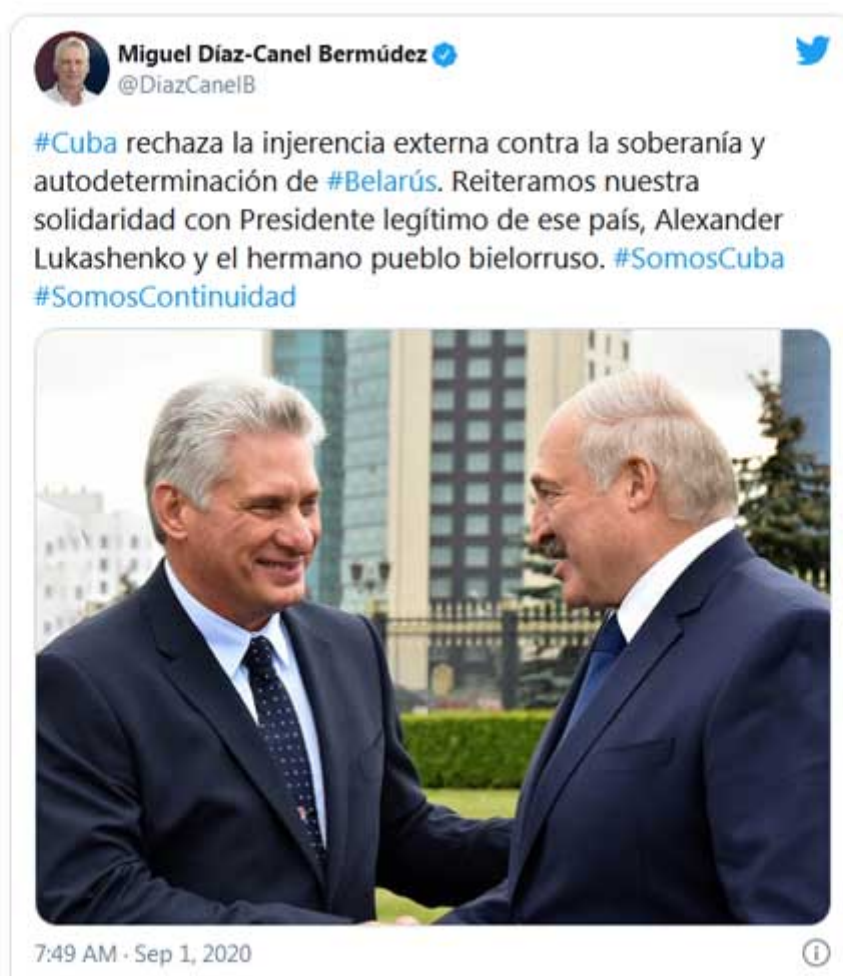 Miguel Díaz-Canel Bermúdez
@DiazCanelB
#Cuba rechaza la injerencia externa contra la soberanía y
autodeterminación de #Belarús. Reiteramos nuestra
solidaridad con Presidente legítimo de ese país, Alexander
Lukashenko y el hermano pueblo bielorruso. #SomosCuba
#SomosContinuidad
7:49 AM · Sep 1, 2020